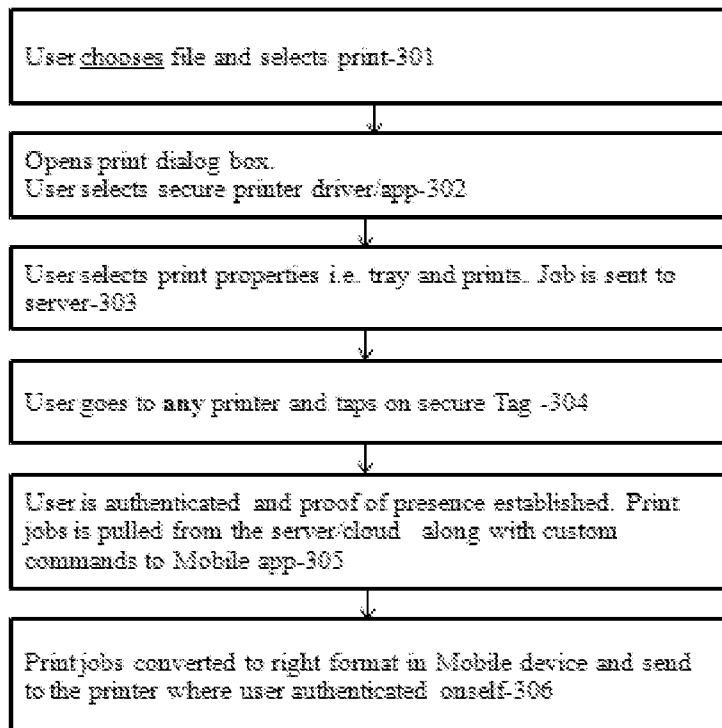 User chooses file and selects print-301
Opens print dialog box.
User selects secure printer driver/app-302
User selects print properties i.e. tray and prints. Job is sent to
server-303
User goes to any printer and taps on secure Tag -304
User is authenticated and proof of presence established. Print
jobs is pulled from the server/cloud along with custom
commands to Mobile app-305
Print jobs converted to right format in Mobile device and send
to the printer where user authenticated onself-306